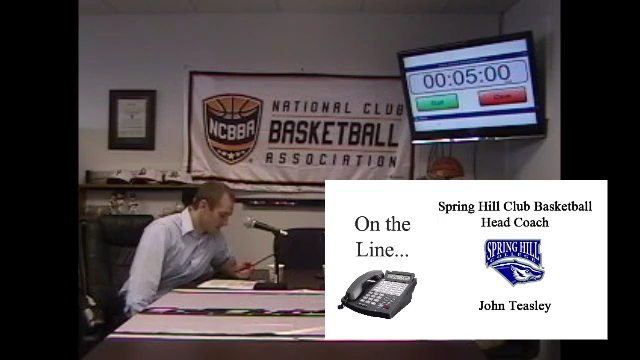 00:05:00
Start
Clear
NATIONAL CLUB
BASKETBALL
ASSOCIATION
NCBBA
On the
Line...
Spring Hill Club Basketball
Head Coach
SPRING HILL
COLLEGE
John Teasley